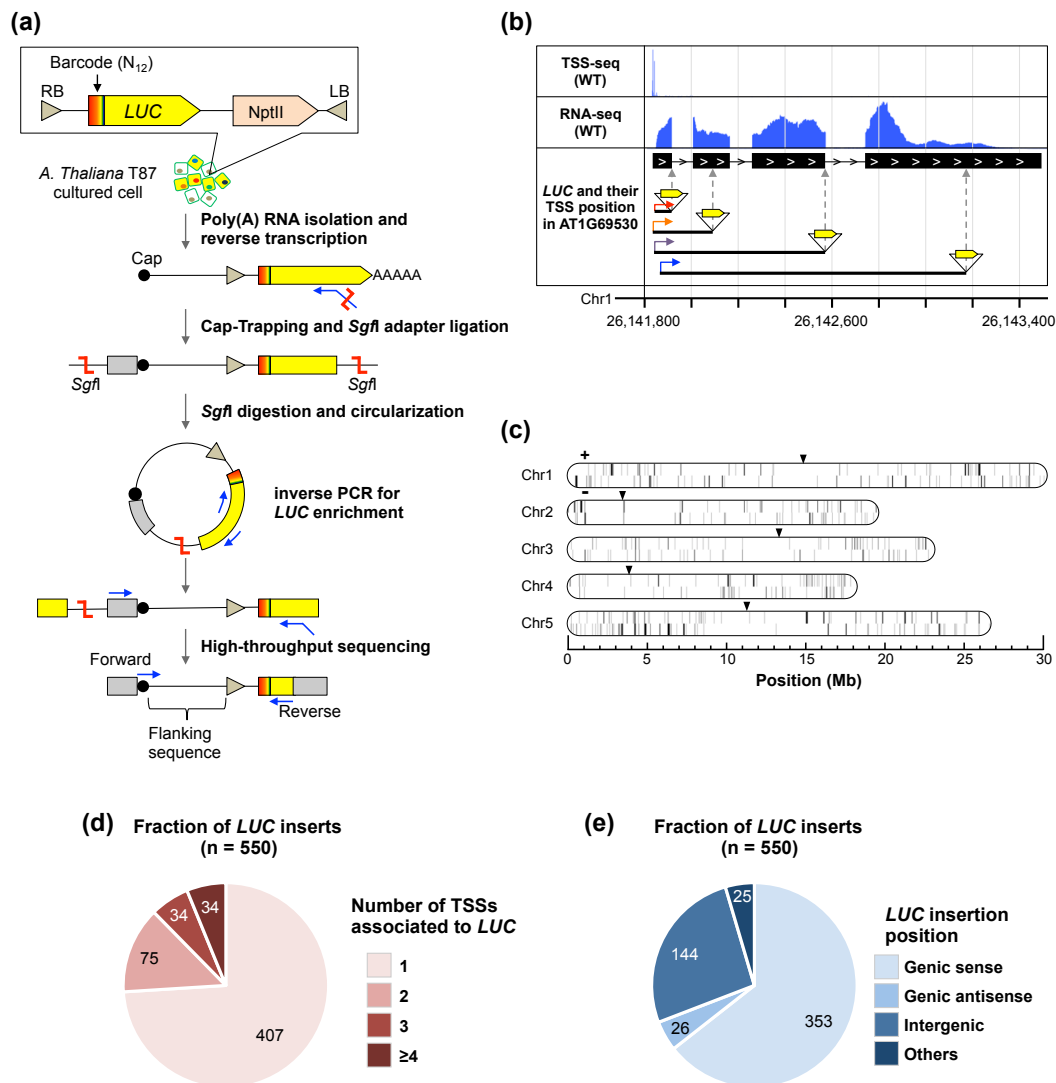 (a)
Barcode (N12)
RB
LB
LUC
NptII
A. Thaliana T87
cultured cell
Poly(A) RNA isolation and
reverse transcription
Cap
AAAAA
Cap-Trapping and SgfI adapter ligation
SgfI
SgfI
SgfI digestion and circularization
inverse PCR for
LUC enrichment
High-throughput sequencing
Forward
Reverse
Flanking
sequence
(b)
TSS-seq
(WT)
RNA-seq
(WT)
LUC and their
TSS position
in AT1G69530
Chr1
26,141,800
26,142,600
26,143,400
(c)
+
-
Chr1
Chr2
Chr3
Chr4
Chr5
0
5
10
15
20
25
30
Position (Mb)
(d)
Fraction of LUC inserts
(n = 550)
34
34
75
407
Number of TSSs
associated to LUC
1
2
3
≥4
(e)
Fraction of LUC inserts
(n = 550)
25
144
26
353
LUC insertion
position
Genic sense
Genic antisense
Intergenic
Others